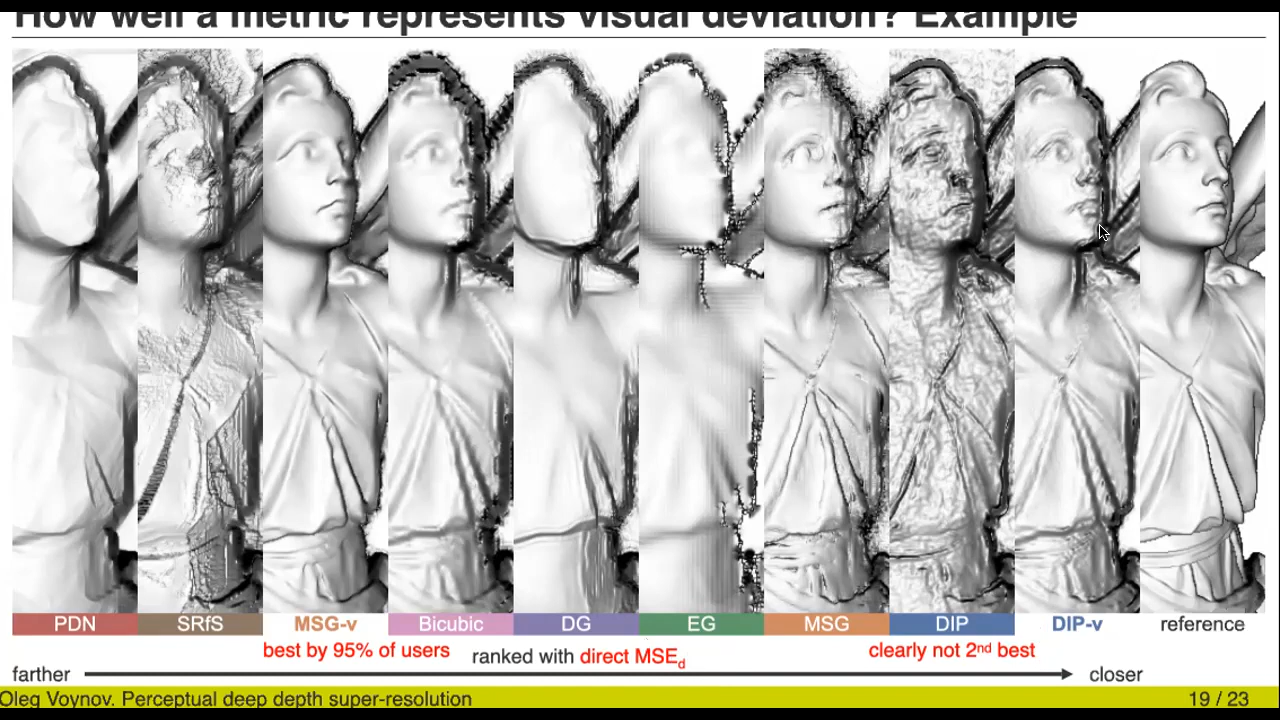 How well a metric represents visual deviation? Example
PDN SRfS MSG-v Bicubic DG EG MSG DIP DIP-v reference
best by 95% of users ranked with direct MSEd clearly not 2nd best
farther closer
Oleg Voynov. Perceptual deep depth super-resolution 19 / 23